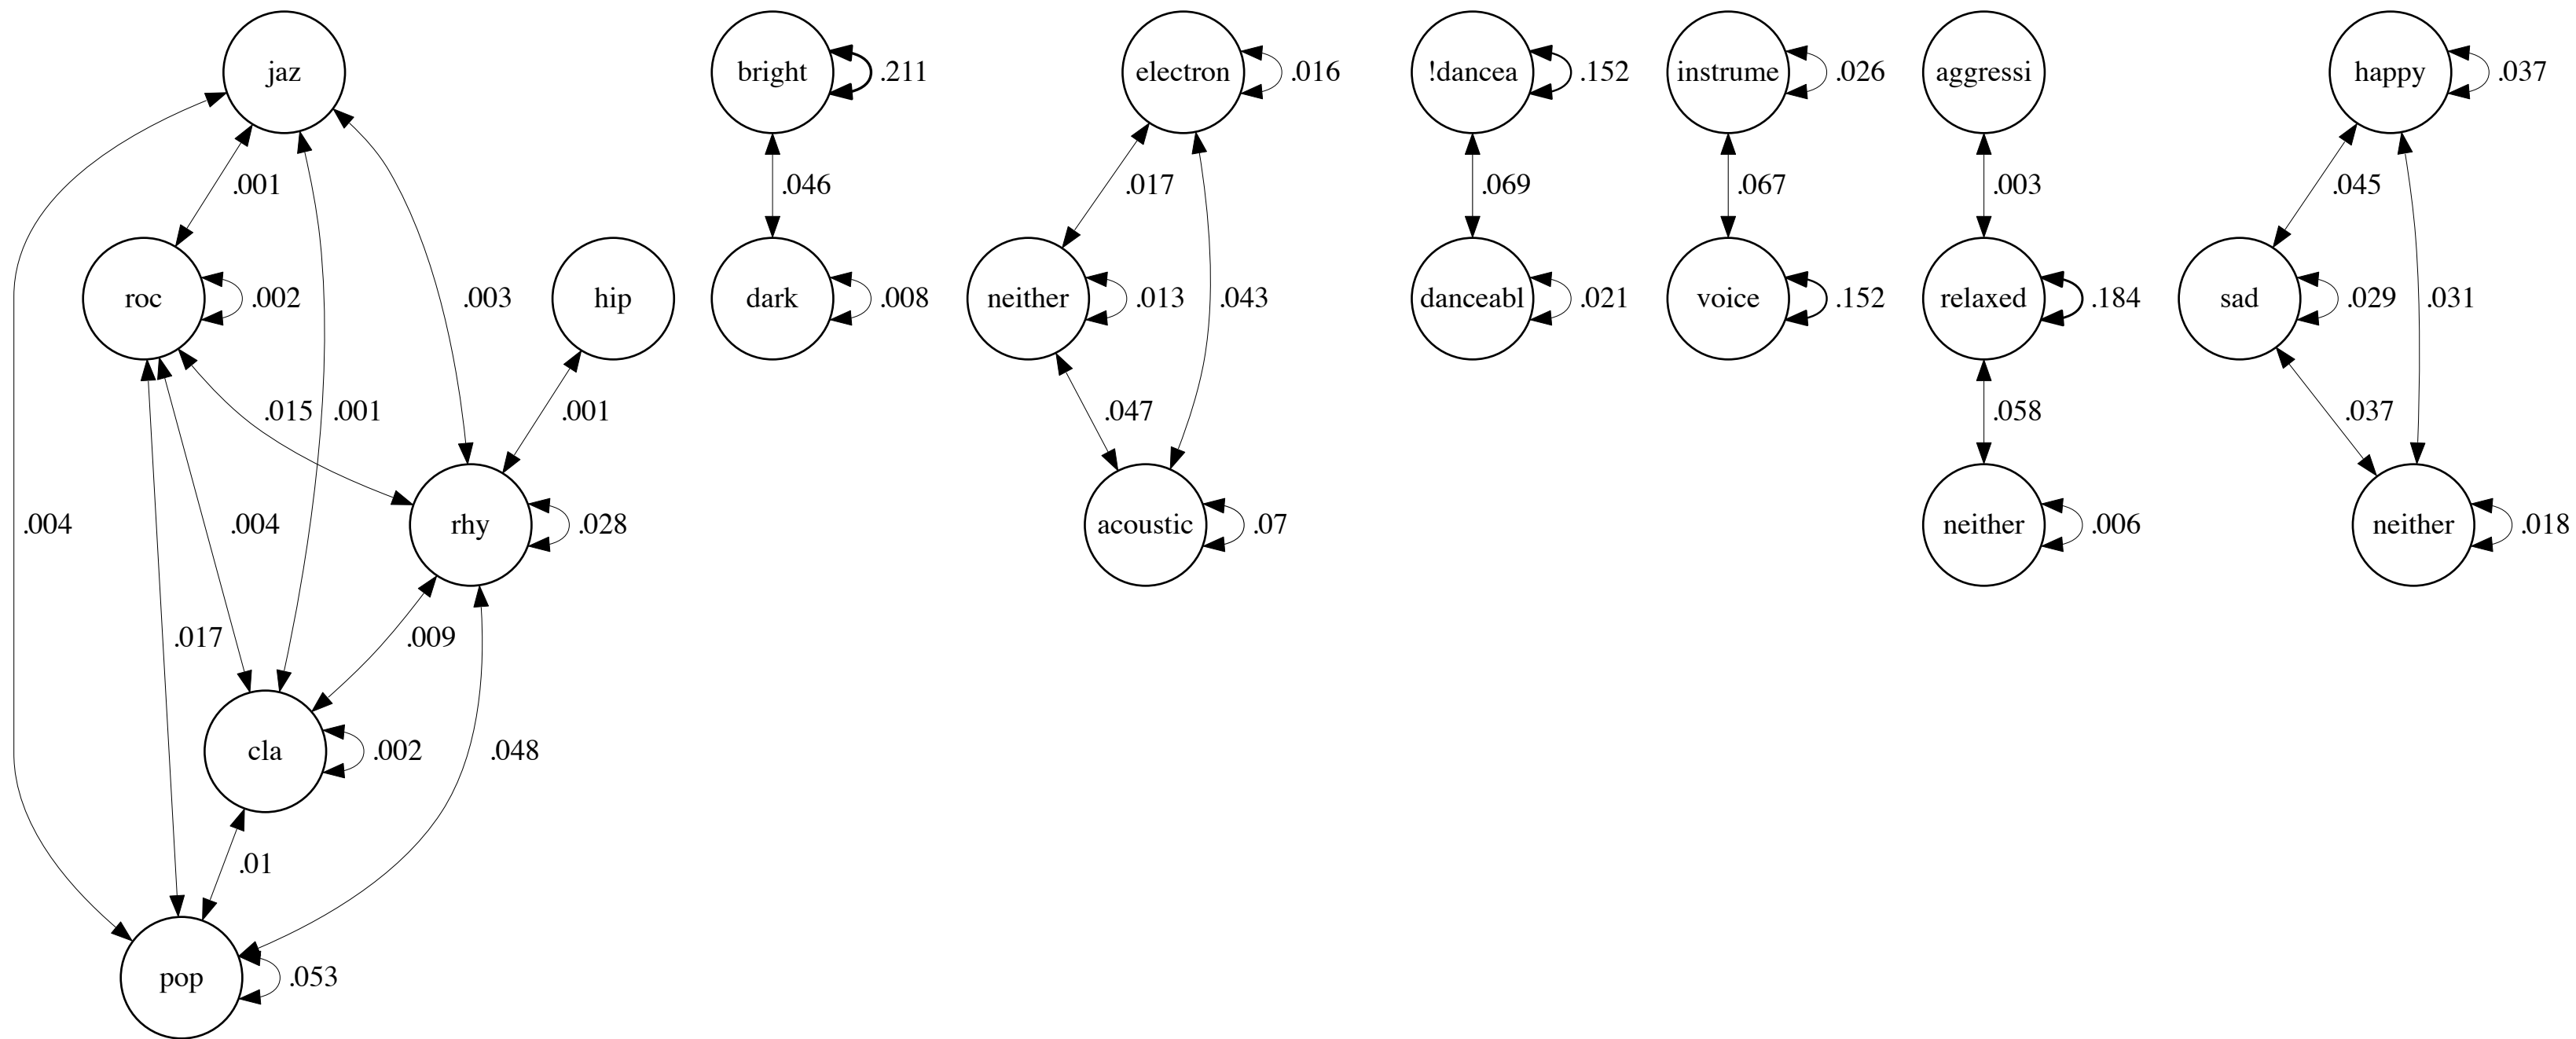 jaz
bright
.211
electron
.016
!dancea
.152
instrume
.026
aggressi
happy
.037
.001
.046
.017
.069
.067
.003
.045
roc
.002
.003
hip
dark
.008
neither
.013
.043
danceabl
.021
voice
.152
relaxed
.184
sad
.029
.031
.015
.001
.001
.047
.058
.037
.004
.004
rhy
.028
acoustic
.07
neither
.006
neither
.018
.017
.009
cla
.002
.048
.01
pop
.053